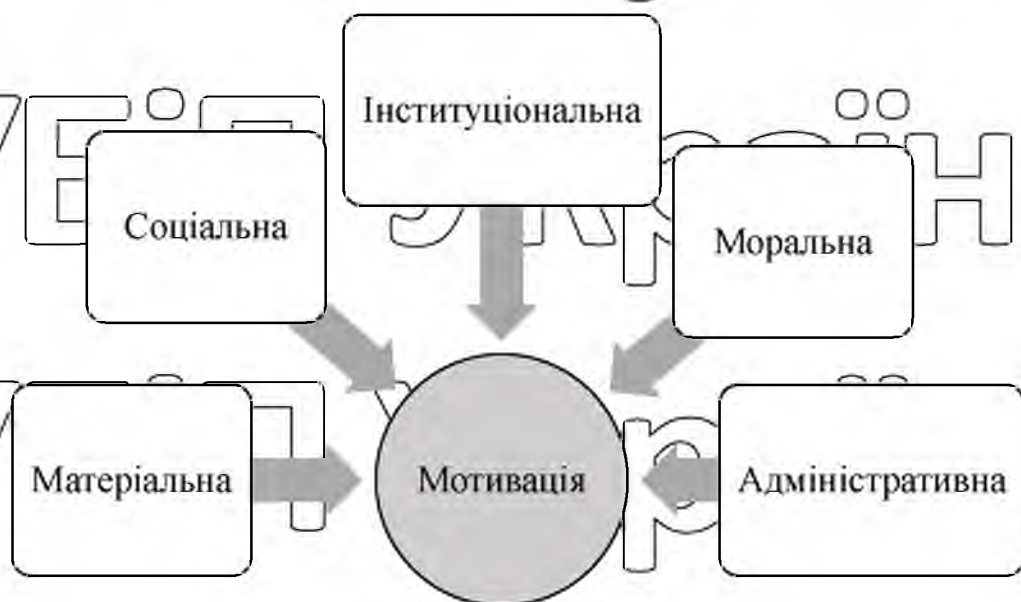 Інституціональна
Соціальна
Моральна
Матеріальна
Мотивація
Адміністративна